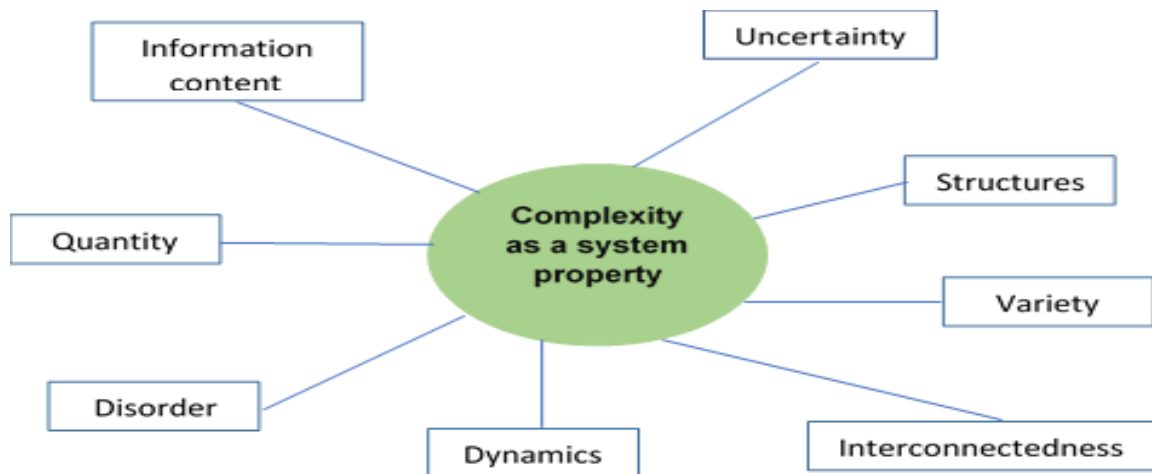 Information
content
Uncertainty
Structures
Complexity
as a system
property
Quantity
Variety
Disorder
Dynamics
Interconnectedness